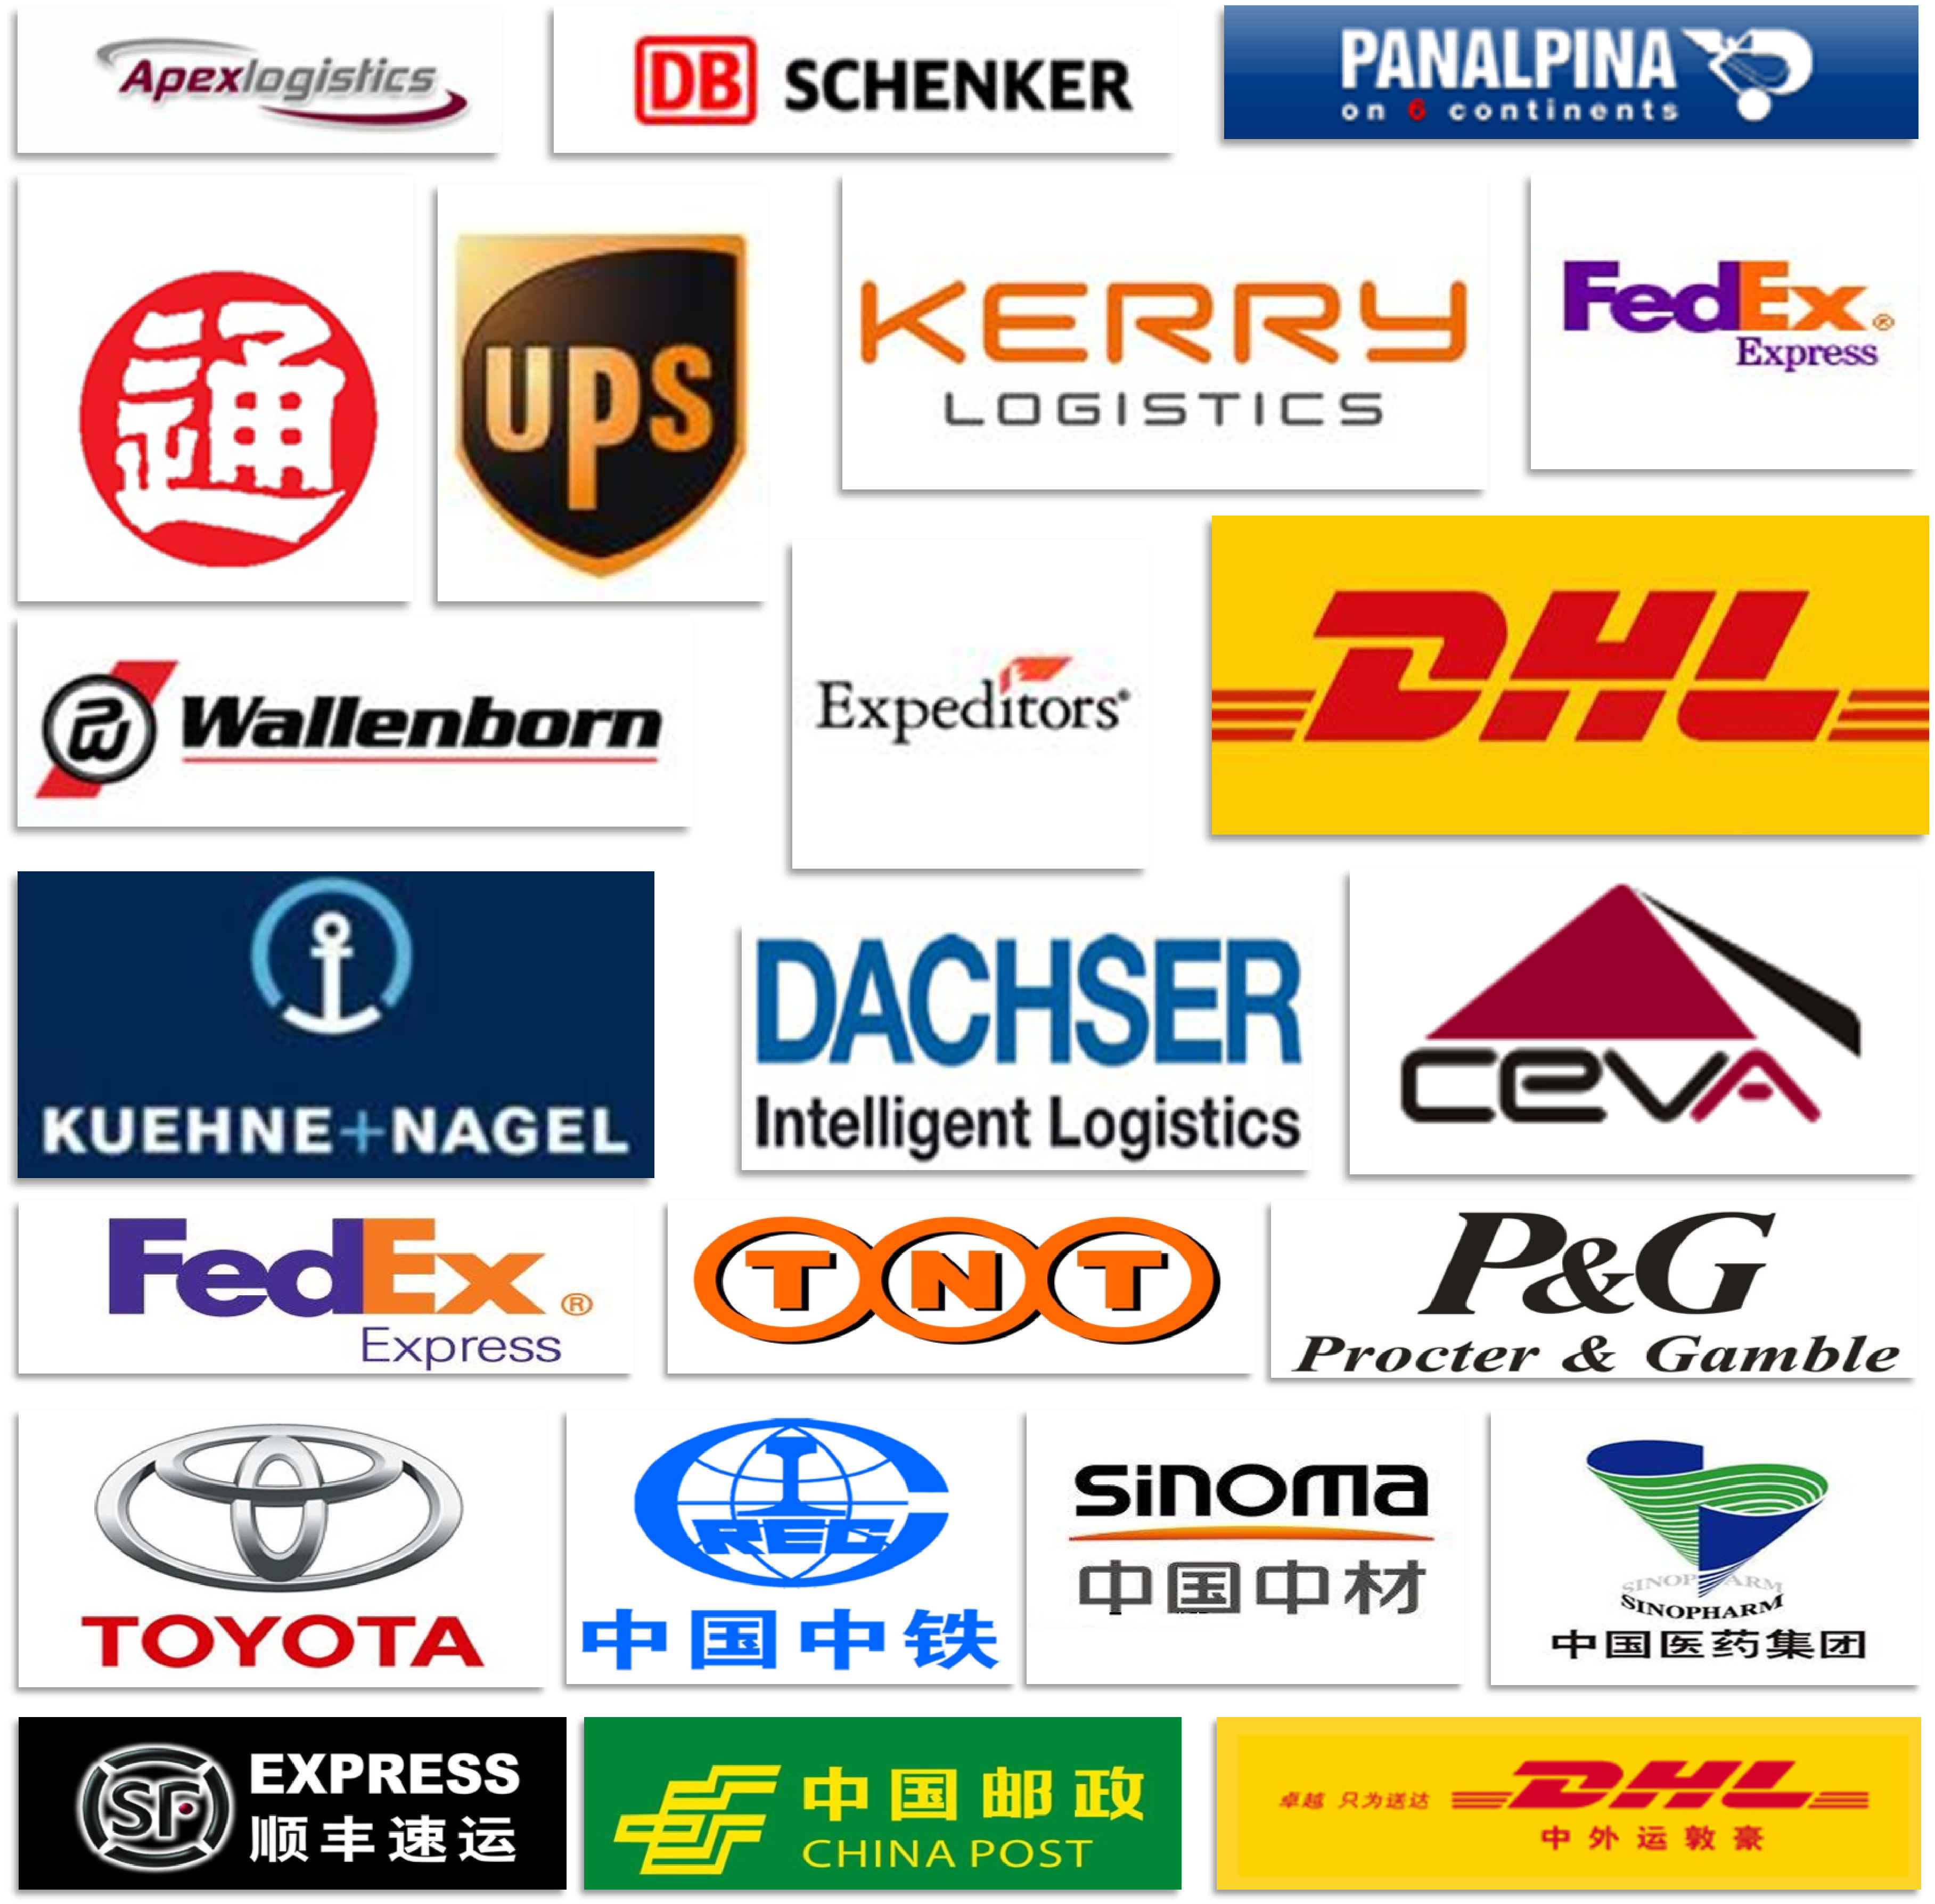 Apexlogistics
DB SCHENKER
PANALPINA
on 6 continents
通
UPS
KERRY
LOGISTICS
FedEx®
Express
PW Wallenborn
Expeditors®
DHL
KUEHNE+NAGEL
DACHSER
Intelligent Logistics
CEVA
FedEx®
Express
TNT
P&G
Procter & Gamble
TOYOTA
REC
中国中铁
sinoma
中国中材
SINOPHARM
SINOPHARM
中国医药集团
SF EXPRESS
顺丰速运
中国邮政
CHINA POST
卓越 只为送达 DHL
中外运敦豪